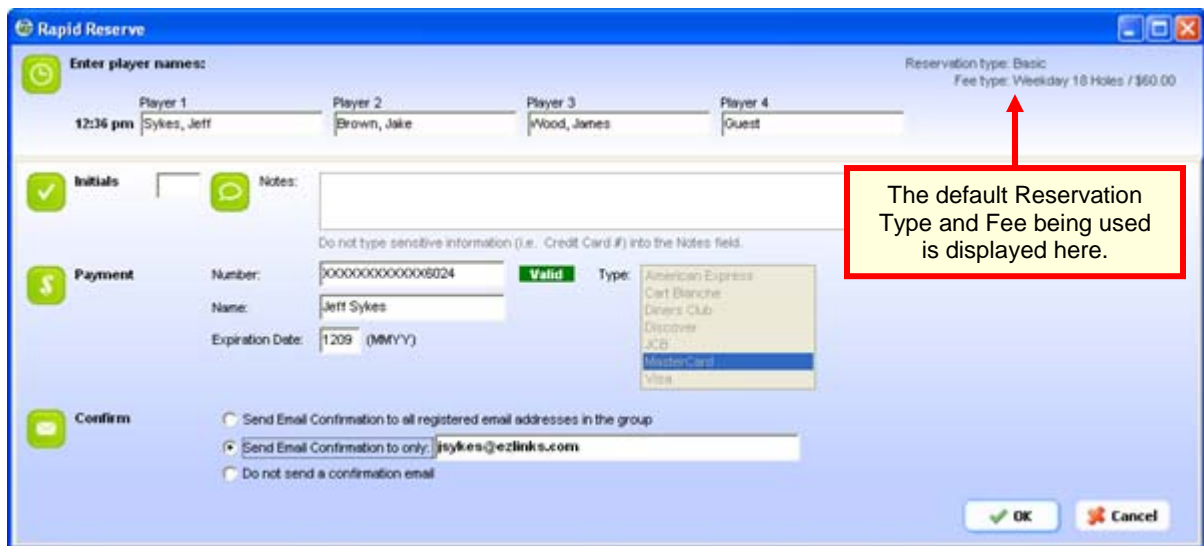 Rapid Reserve
Enter player names:
Reservation type: Basic
Fee type: Weekday 18 Holes / $60.00
Player 1 Player 2 Player 3 Player 4
12:36 pm Sykes, Jeff Brown, Jake Wood, James Guest
The default Reservation
Type and Fee being used
is displayed here.
Initials Notes:
Do not type sensitive information (i.e. Credit Card #) into the Notes field.
Payment Number: XXXXXXXXXXXX6024 Valid Type: American Express
Cart Blanche
Name: Jeff Sykes Diners Club
Discover
Expiration Date: 1209 (MMYY) JCB
MasterCard
Visa
Confirm Send Email Confirmation to all registered email addresses in the group
Send Email Confirmation to only: jsykes@ezlinks.com
Do not send a confirmation email
OK Cancel